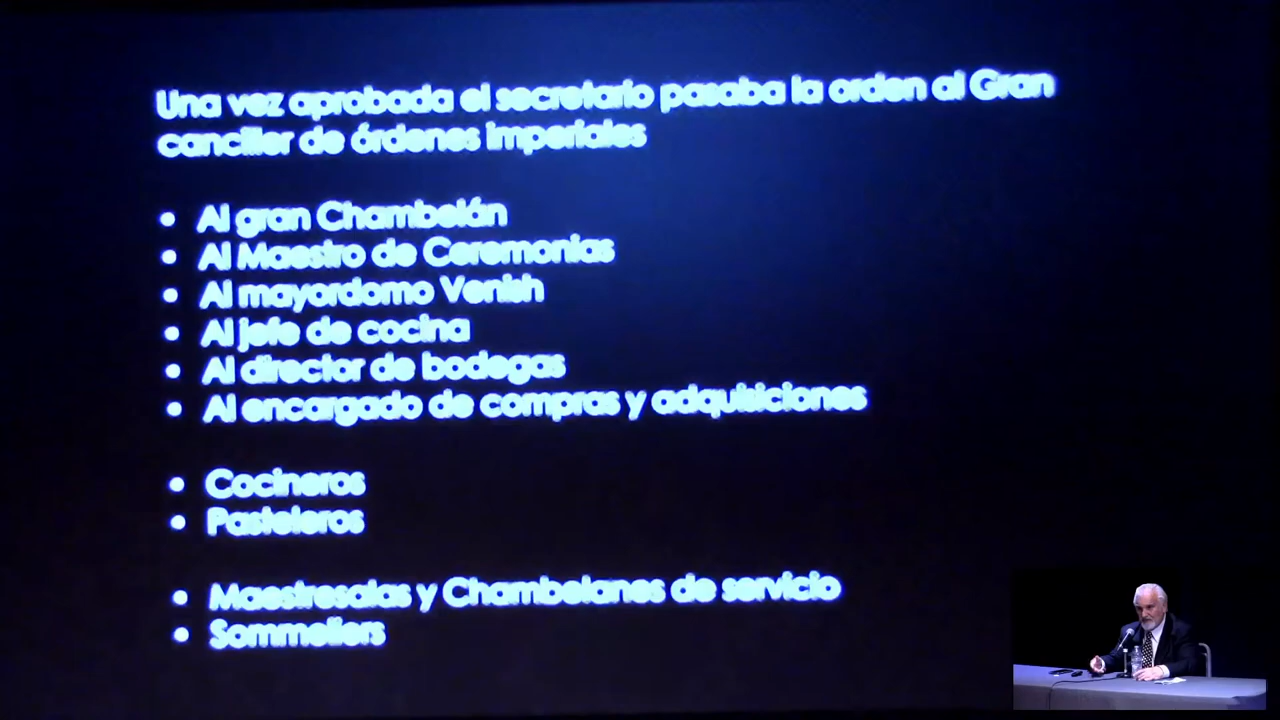 Una vez aprobada el secretario pasaba la orden al Gran
canciller de órdenes imperiales
• Al gran Chambelán
• Al Maestro de Ceremonias
• Al mayordomo Venish
• Al jefe de cocina
• Al director de bodegas
• Al encargado de compras y adquisiciones
• Cocineros
• Pasteleros
• Maestresalas y Chambelanes de servicio
• Sommeliers